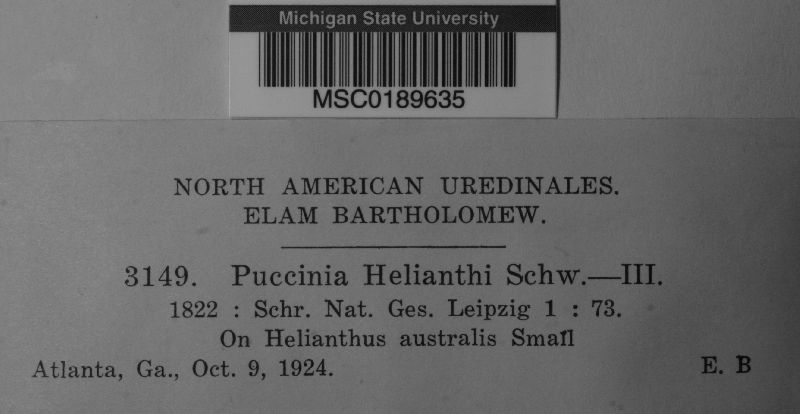 Michigan State University
MSC0189635
NORTH AMERICAN UREDINALES.
ELAM BARTHOLOMEW.
3149. Puccinia Helianthi Schw.—III.
1822 : Schr. Nat. Ges. Leipzig 1 : 73.
On Helianthus australis Small
Atlanta, Ga., Oct. 9, 1924. E. B